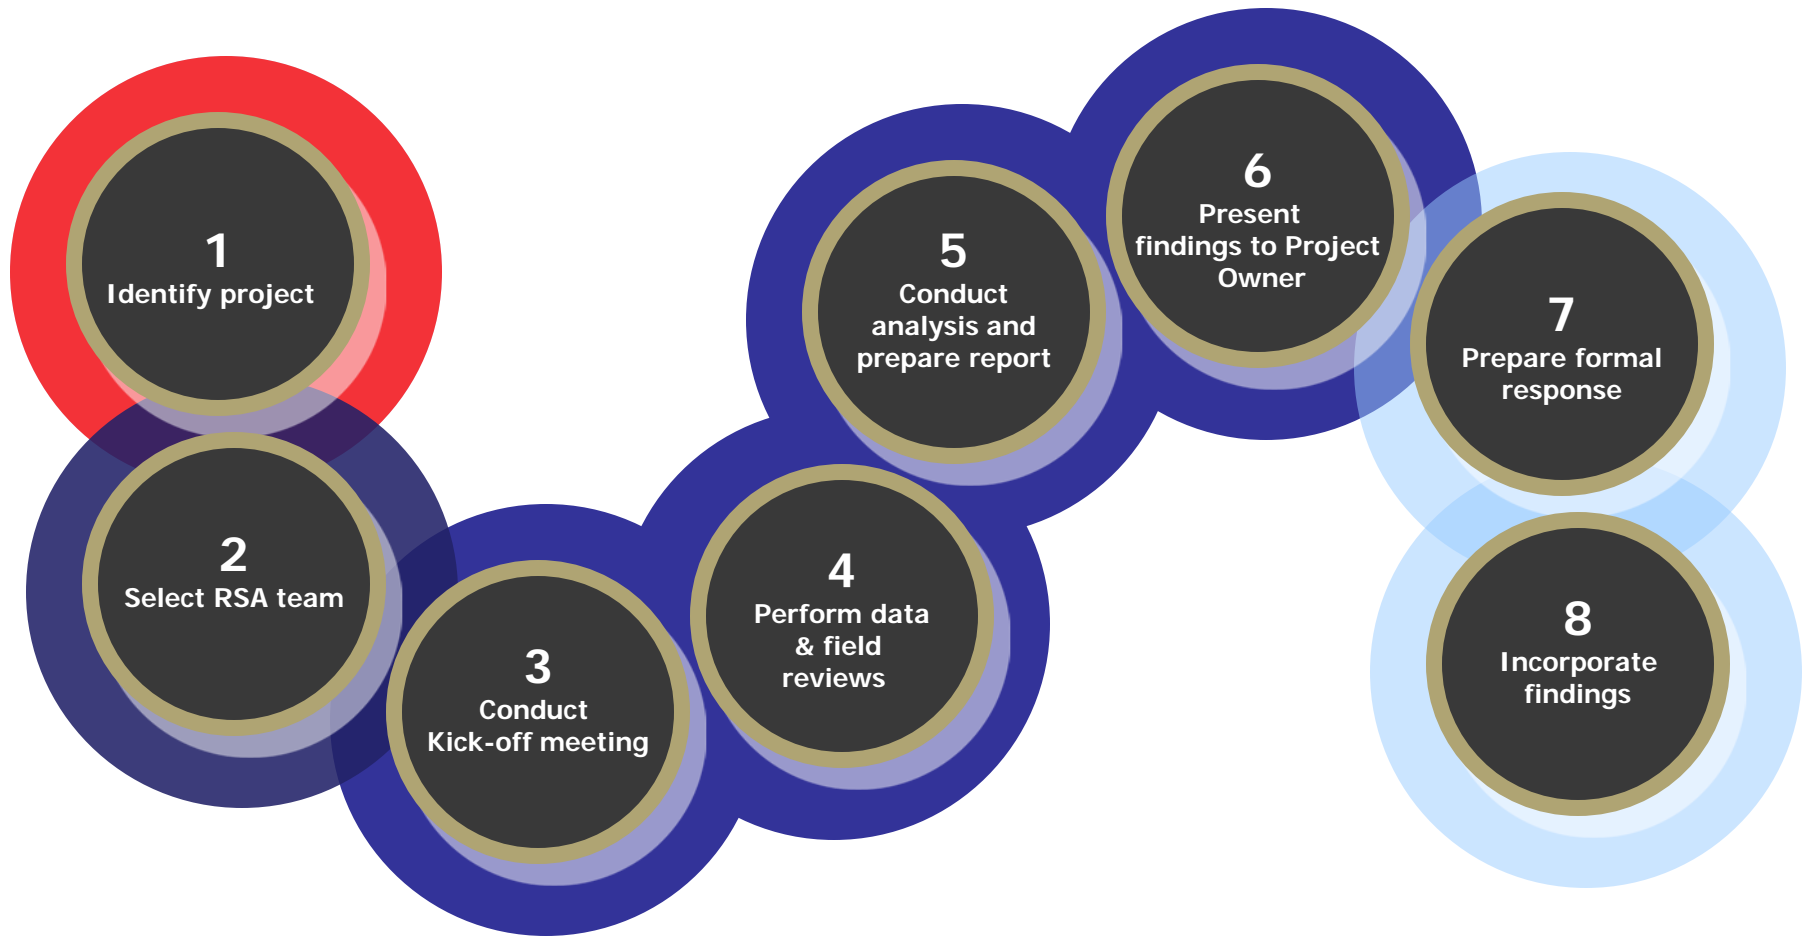 1
Identify project
2
Select RSA team
3
Conduct
Kick-off meeting
4
Perform data
& field
reviews
5
Conduct
analysis and
prepare report
6
Present
findings to Project
Owner
7
Prepare formal
response
8
Incorporate
findings